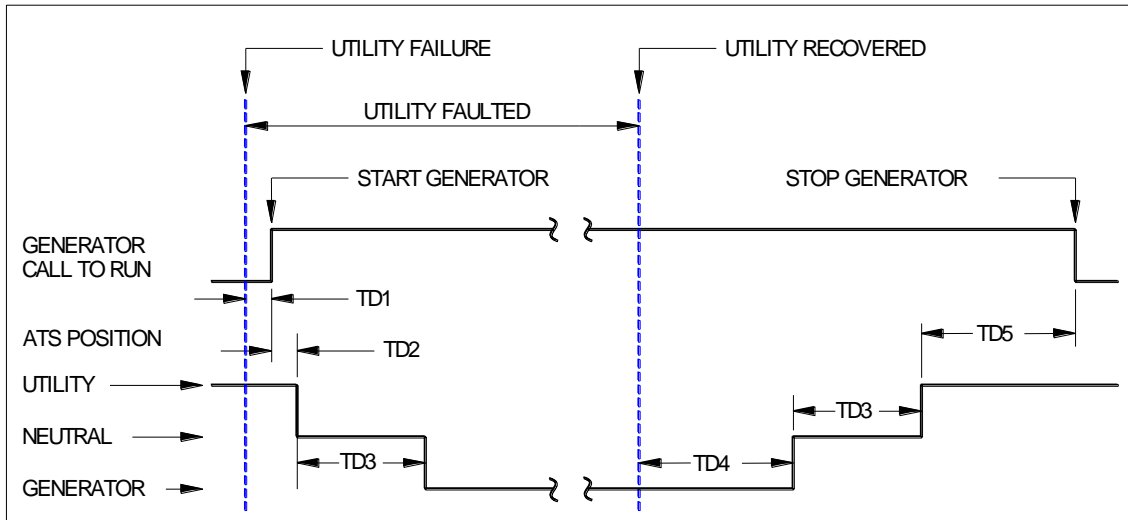 UTILITY FAILURE
UTILITY RECOVERED
UTILITY FAULTED
START GENERATOR
STOP GENERATOR
GENERATOR
CALL TO RUN
TD1
ATS POSITION
TD2
TD5
UTILITY
TD3
NEUTRAL
TD3
TD4
GENERATOR